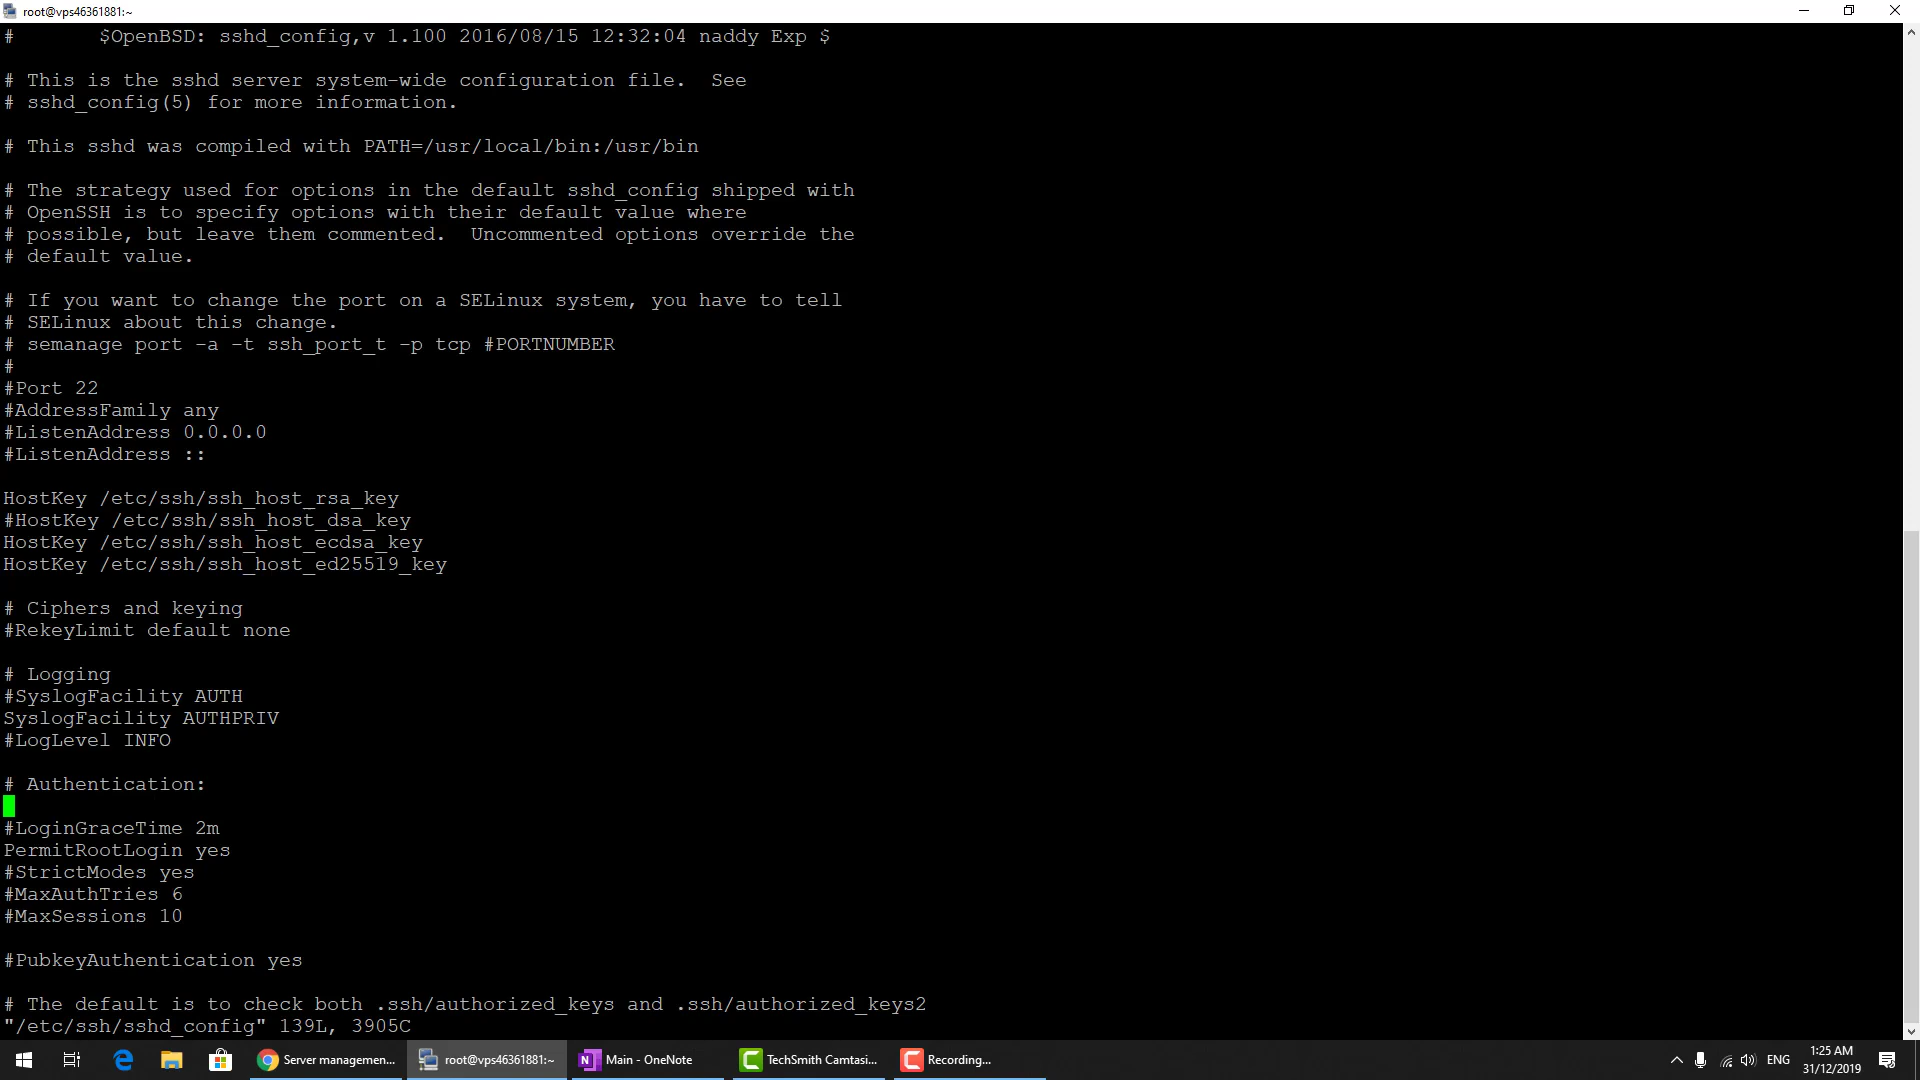 root@vps46361881:~
#       $OpenBSD: sshd_config,v 1.100 2016/08/15 12:32:04 naddy Exp $
# This is the sshd server system-wide configuration file.  See
# sshd_config(5) for more information.
# This sshd was compiled with PATH=/usr/local/bin:/usr/bin
# The strategy used for options in the default sshd_config shipped with
# OpenSSH is to specify options with their default value where
# possible, but leave them commented.  Uncommented options override the
# default value.
# If you want to change the port on a SELinux system, you have to tell
# SELinux about this change.
# semanage port -a -t ssh_port_t -p tcp #PORTNUMBER
#
#Port 22
#AddressFamily any
#ListenAddress 0.0.0.0
#ListenAddress ::
HostKey /etc/ssh/ssh_host_rsa_key
#HostKey /etc/ssh/ssh_host_dsa_key
HostKey /etc/ssh/ssh_host_ecdsa_key
HostKey /etc/ssh/ssh_host_ed25519_key
# Ciphers and keying
#RekeyLimit default none
# Logging
#SyslogFacility AUTH
SyslogFacility AUTHPRIV
#LogLevel INFO
# Authentication:
#LoginGraceTime 2m
PermitRootLogin yes
#StrictModes yes
#MaxAuthTries 6
#MaxSessions 10
#PubkeyAuthentication yes
# The default is to check both .ssh/authorized_keys and .ssh/authorized_keys2
"/etc/ssh/sshd_config" 139L, 3905C
Server managemen...
root@vps46361881:~
Main - OneNote
TechSmith Camtasi...
Recording...
ENG
1:25 AM
31/12/2019